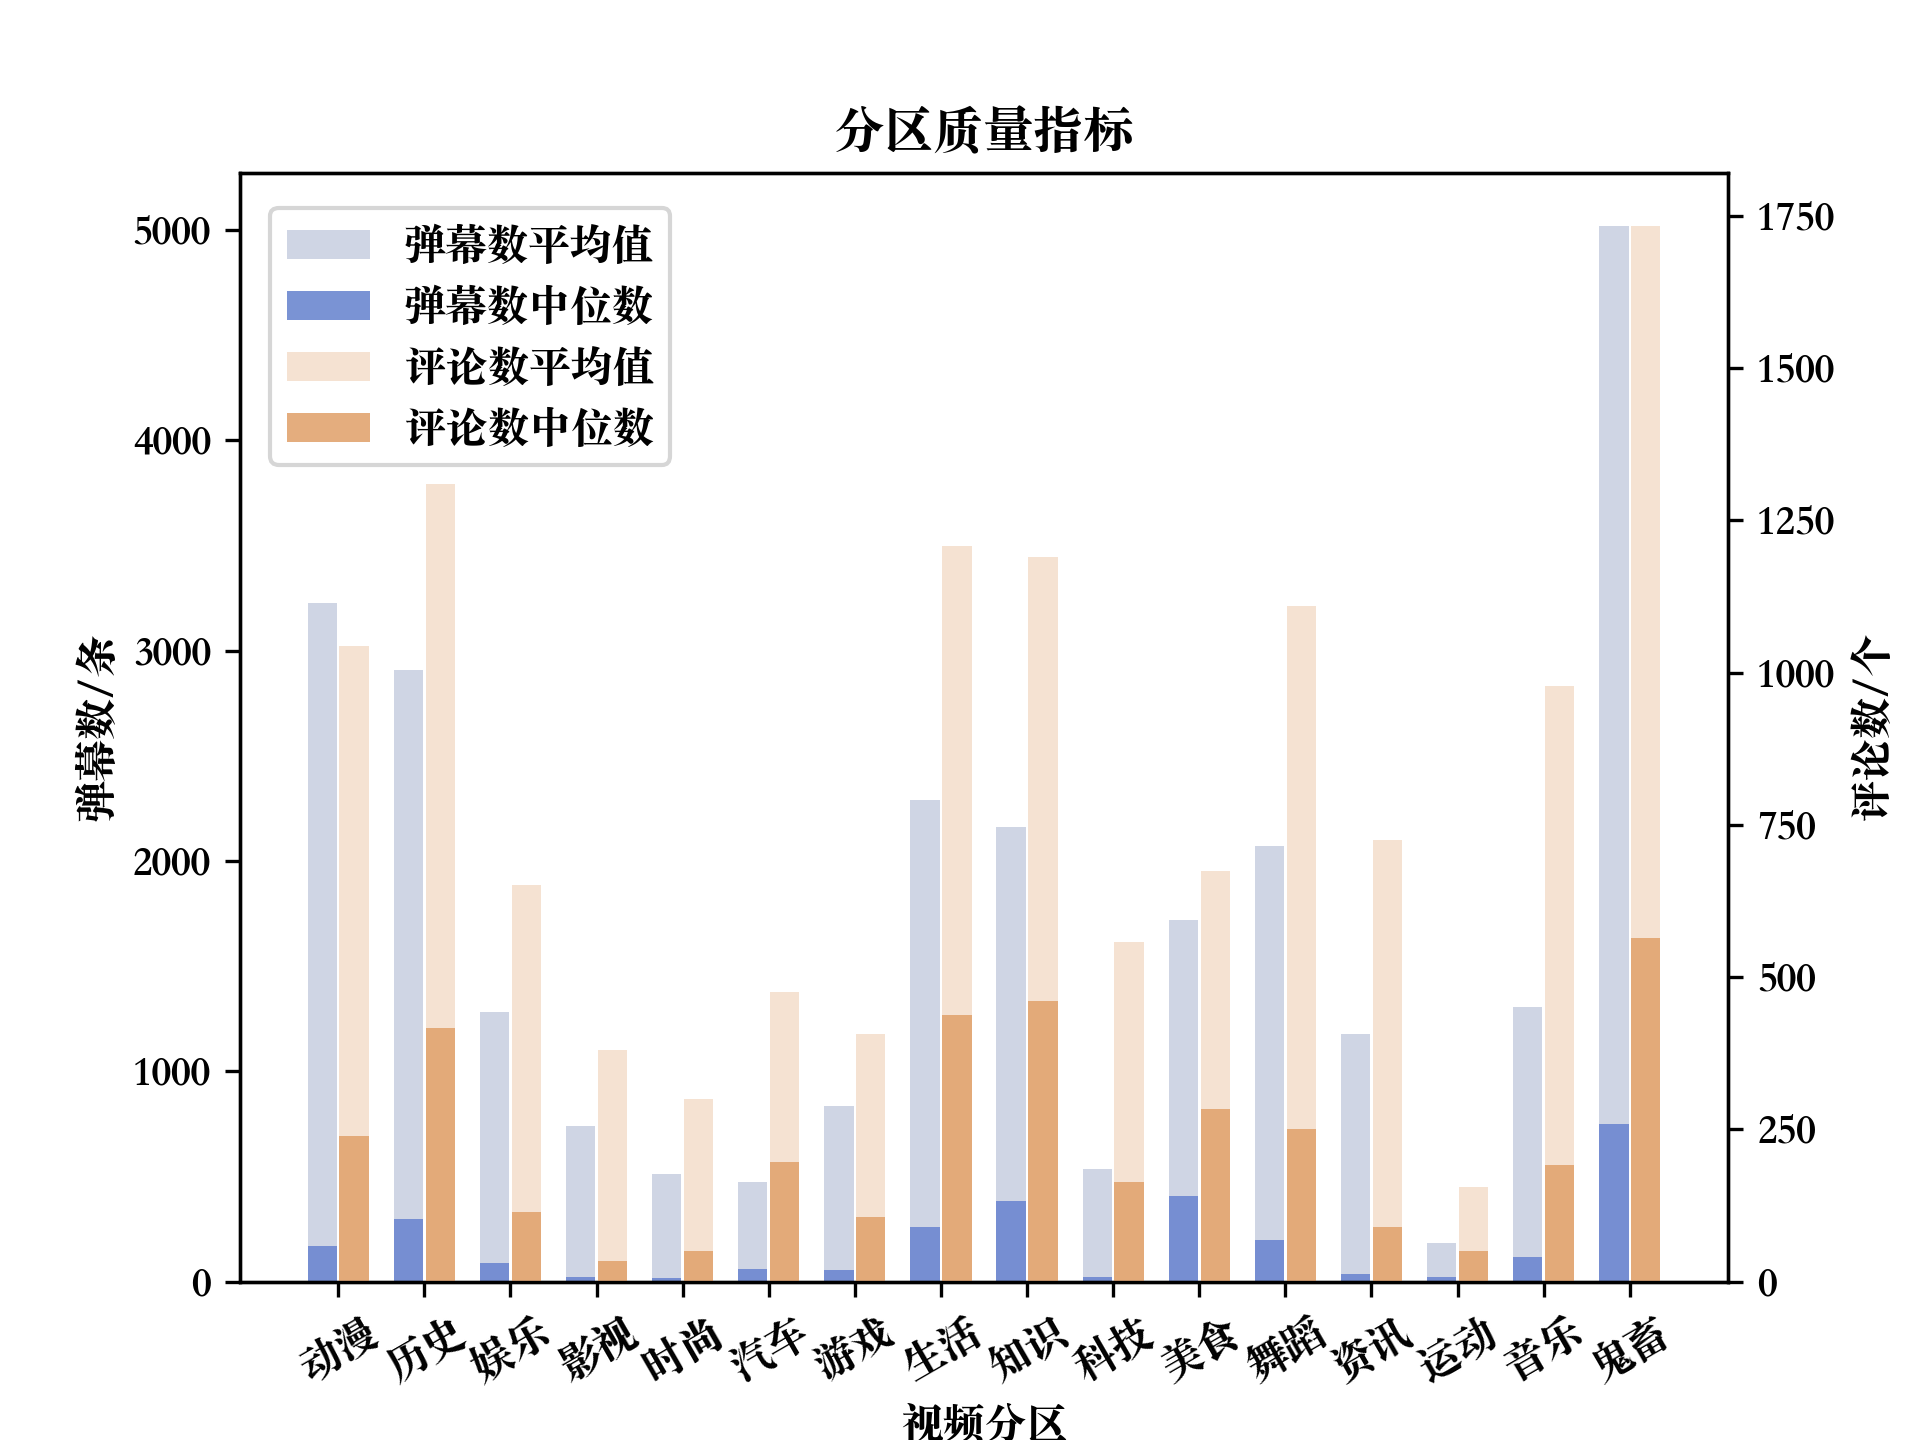 分区质量指标
弹幕数平均值
弹幕数中位数
评论数平均值
评论数中位数
5000
4000
3000
2000
1000
0
弹幕数/条
1750
1500
1250
1000
750
500
250
0
评论数/个
动漫
历史
娱乐
影视
时尚
汽车
游戏
生活
知识
科技
美食
舞蹈
资讯
运动
音乐
鬼畜
视频分区